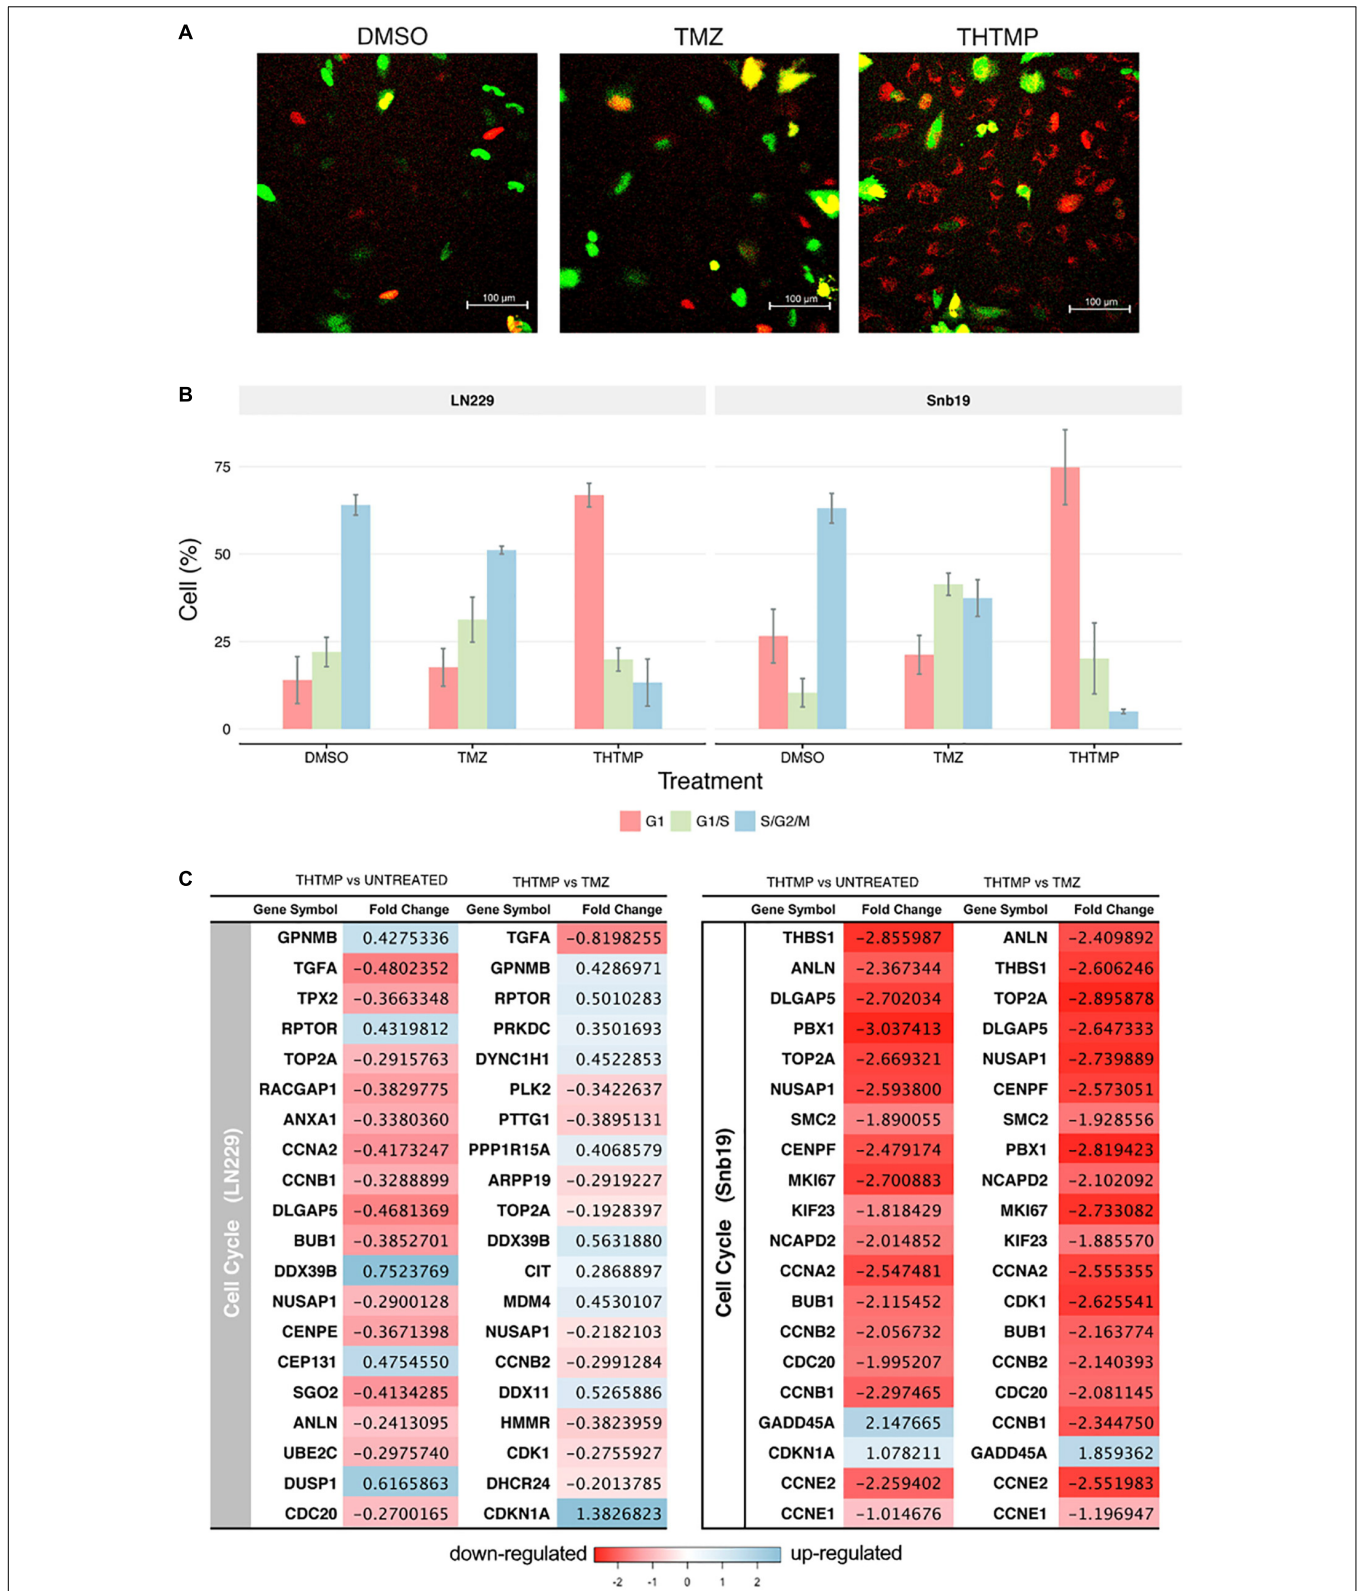 A
DMSO TMZ THTMP
100 µm 100 µm 100 µm
B
LN229 Snb19
75
50
25
0
Cell (%)
DMSO TMZ THTMP DMSO TMZ THTMP
Treatment
G1 G1/S S/G2/M
C
THTMP vs UNTREATED THTMP vs TMZ THTMP vs UNTREATED THTMP vs TMZ
Gene Symbol Fold Change Gene Symbol Fold Change Gene Symbol Fold Change Gene Symbol Fold Change
Cell Cycle (LN229)
Cell Cycle (Snb19)
GPNMB 0.4275336 TGFA −0.8198255 THBS1 −2.855987 ANLN −2.409892
TGFA −0.4802352 GPNMB 0.4286971 ANLN −2.367344 THBS1 −2.606246
TPX2 −0.3663348 RPTOR 0.5010283 DLGAP5 −2.702034 TOP2A −2.895878
RPTOR 0.4319812 PRKDC 0.3501693 PBX1 −3.037413 DLGAP5 −2.647333
TOP2A −0.2915763 DYNC1H1 0.4522853 TOP2A −2.669321 NUSAP1 −2.739889
RACGAP1 −0.3829775 PLK2 −0.3422637 NUSAP1 −2.593800 CENPF −2.573051
ANXA1 −0.3380360 PTTG1 −0.3895131 SMC2 −1.890055 SMC2 −1.928556
CCNA2 −0.4173247 PPP1R15A 0.4068579 CENPF −2.479174 PBX1 −2.819423
CCNB1 −0.3288899 ARPP19 −0.2919227 MKI67 −2.700883 NCAPD2 −2.102092
DLGAP5 −0.4681369 TOP2A −0.1928397 KIF23 −1.818429 MKI67 −2.733082
BUB1 −0.3852701 DDX39B 0.5631880 NCAPD2 −2.014852 KIF23 −1.885570
DDX39B 0.7523769 CIT 0.2868897 CCNA2 −2.547481 CCNA2 −2.555355
NUSAP1 −0.2900128 MDM4 0.4530107 BUB1 −2.115452 CDK1 −2.625541
CENPE −0.3671398 NUSAP1 −0.2182103 CCNB2 −2.056732 BUB1 −2.163774
CEP131 0.4754550 CCNB2 −0.2991284 CDC20 −1.995207 CCNB2 −2.140393
SGO2 −0.4134285 DDX11 0.5265886 CCNB1 −2.297465 CDC20 −2.081145
ANLN −0.2413095 HMMR −0.3823959 GADD45A 2.147665 CCNB1 −2.344750
UBE2C −0.2975740 CDK1 −0.2755927 CDKN1A 1.078211 GADD45A 1.859362
DUSP1 0.6165863 DHCR24 −0.2013785 CCNE2 −2.259402 CCNE2 −2.551983
CDC20 −0.2700165 CDKN1A 1.3826823 CCNE1 −1.014676 CCNE1 −1.196947
down-regulated up-regulated
-2 -1 0 1 2